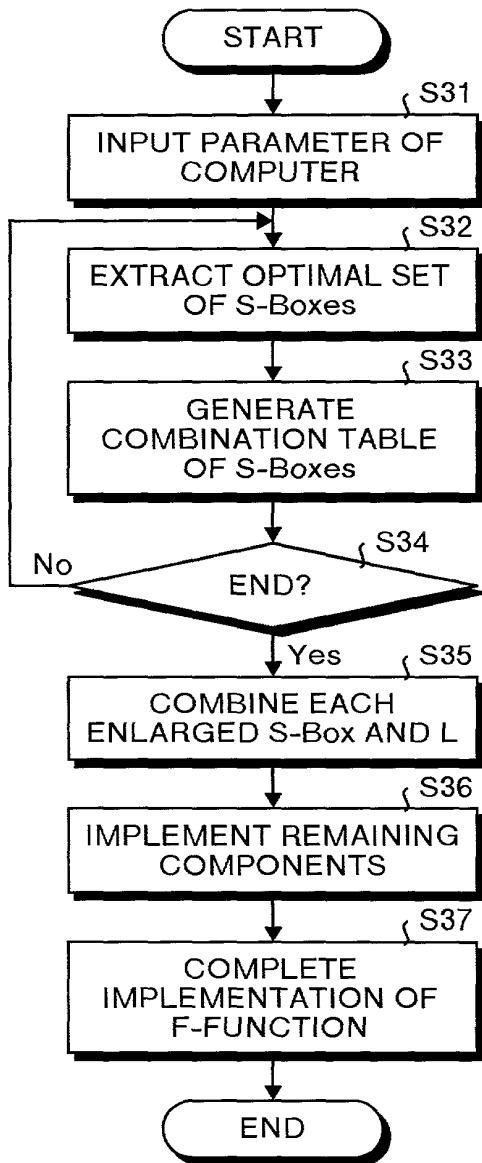 START
S31
INPUT PARAMETER OF
COMPUTER
S32
EXTRACT OPTIMAL SET
OF S-Boxes
S33
GENERATE
COMBINATION TABLE
OF S-Boxes
S34
No
END?
Yes
S35
COMBINE EACH
ENLARGED S-Box AND L
S36
IMPLEMENT REMAINING
COMPONENTS
S37
COMPLETE
IMPLEMENTATION OF
F-FUNCTION
END